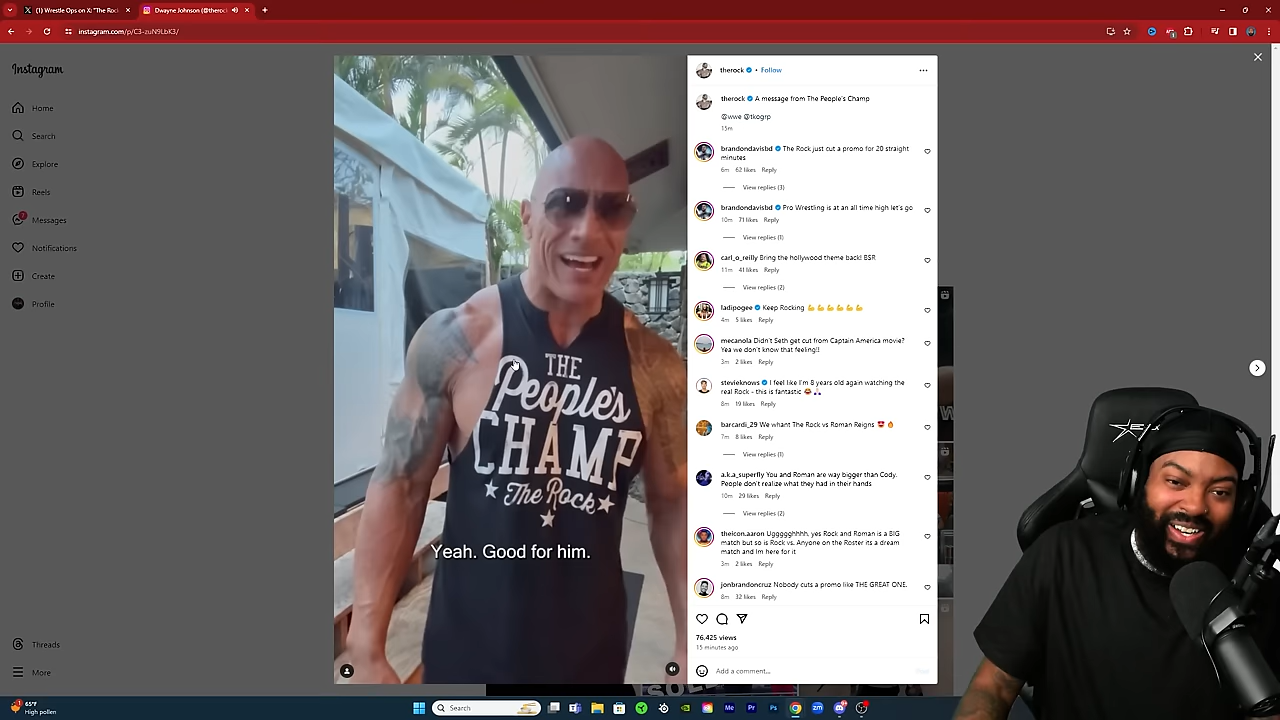 (1) Wrestle Ops on X: "The Rock
Dwayne Johnson (@therock
instagram.com/p/C3-zuN9LbK3/
Instagram
Home
Search
Explore
Reels
Messages
Notifications
Create
Profile
Threads
More
THE
People's
CHAMP
The Rock
Yeah. Good for him.
therock • Follow
therock A message from The People's Champ
@wwe @tkogrp
15m
brandondavisbd The Rock just cut a promo for 20 straight
minutes
6m 62 likes Reply
View replies (3)
brandondavisbd Pro Wrestling is at an all time high let's go
10m 71 likes Reply
View replies (1)
carl_o_reilly Bring the hollywood theme back! BSR
11m 41 likes Reply
View replies (2)
ladipogee Keep Rocking 💪💪💪💪💪💪
4m 5 likes Reply
mecanola Didn't Seth get cut from Captain America movie?
Yea we don't know that feeling!!
3m 2 likes Reply
stevieknows I feel like I'm 8 years old again watching the
real Rock - this is fantastic
8m 19 likes Reply
barcardi_29 We whant The Rock vs Roman Reigns 😍🔥
7m 8 likes Reply
View replies (1)
a.k.a_superfly You and Roman are way bigger than Cody.
People don't realize what they had in their hands
10m 29 likes Reply
View replies (2)
theicon.aaron Uggggghhhh, yes Rock and Roman is a BIG
match but so is Rock vs. Anyone on the Roster its a dream
match and Im here for it
3m 2 likes Reply
jonbrandoncruz Nobody cuts a promo like THE GREAT ONE.
8m 32 likes Reply
76,425 views
15 minutes ago
Add a comment...
65°F
High pollen
Search